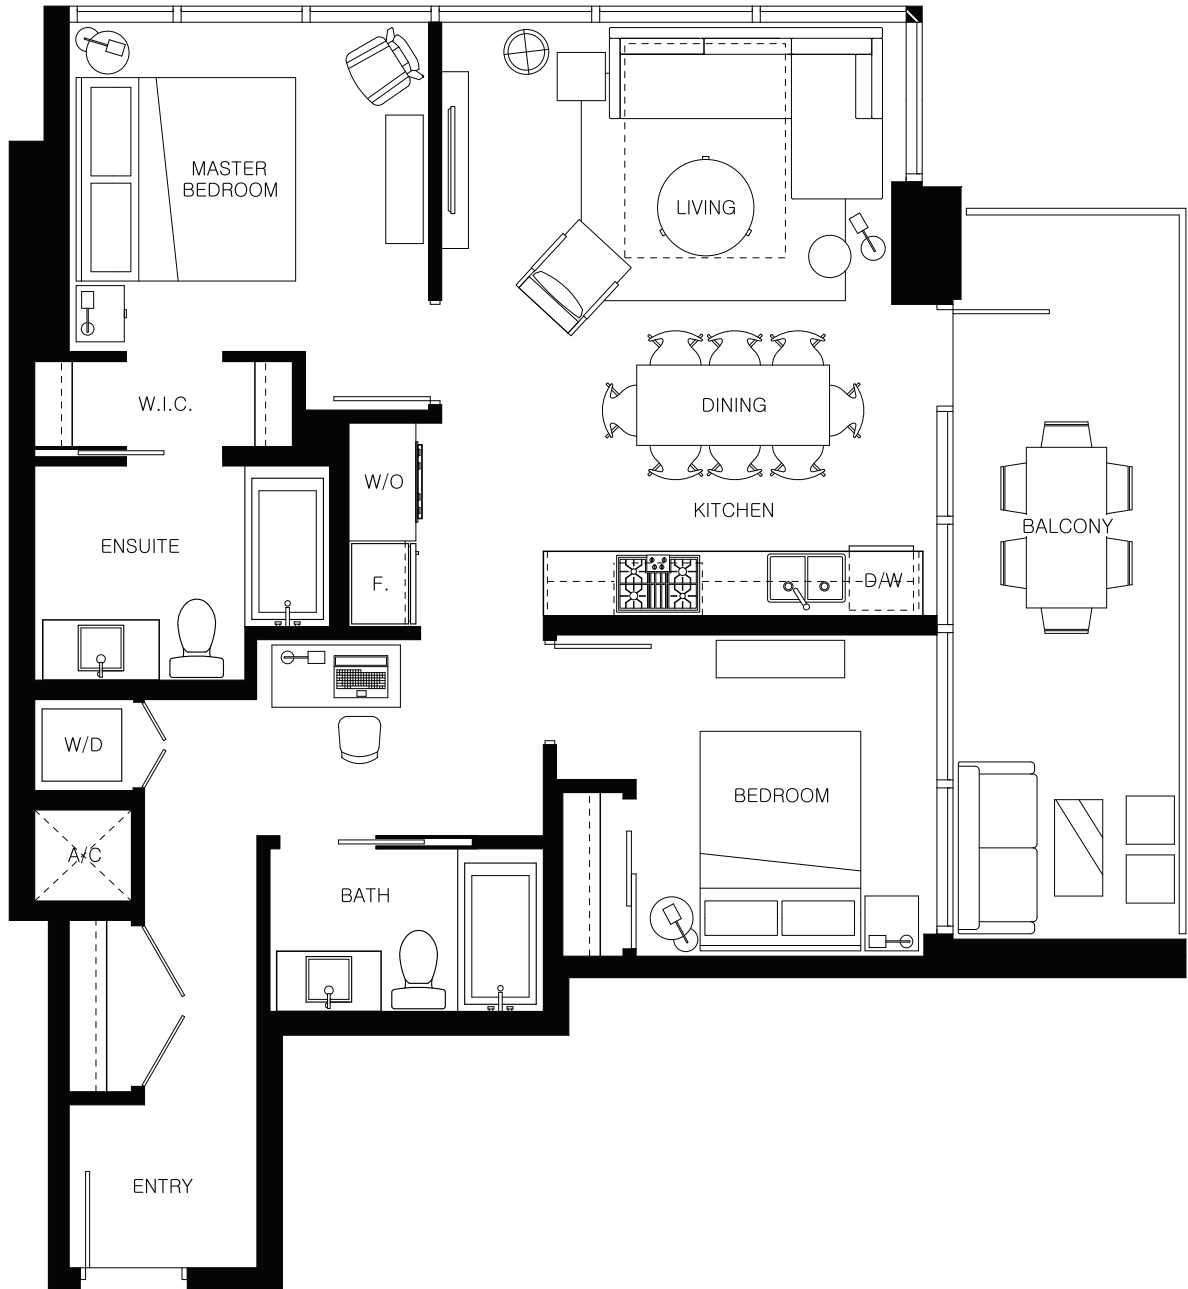 MASTER
BEDROOM
LIVING
W.I.C.
DINING
W/O
KITCHEN
ENSUITE
BALCONY
F.
D/W
W/D
BEDROOM
A/C
BATH
ENTRY